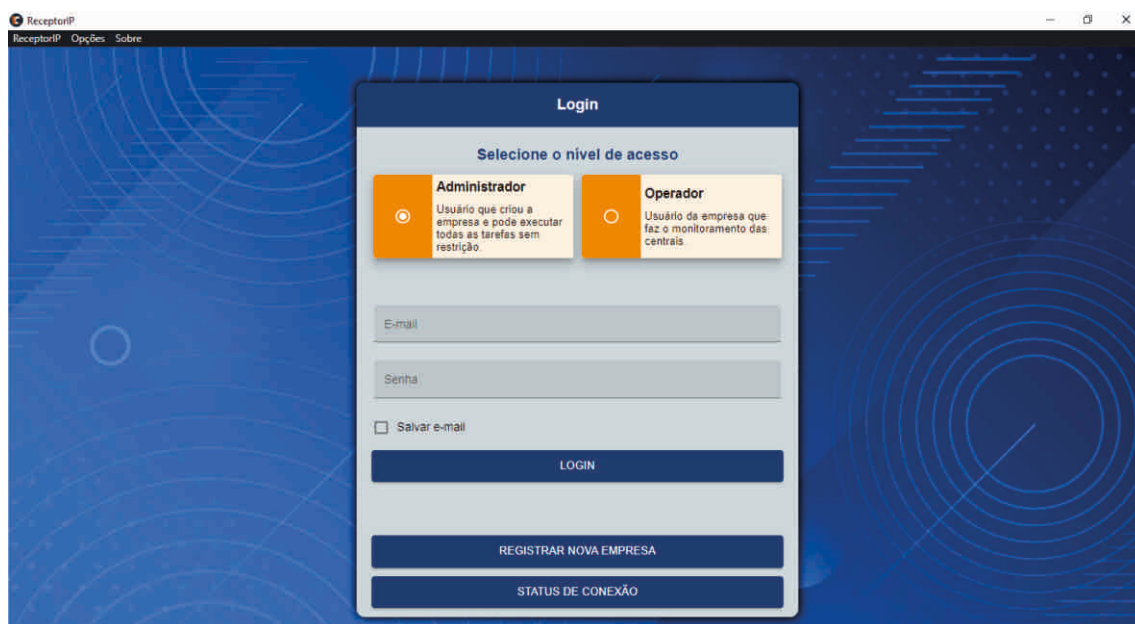 ReceptorIP
ReceptorIP Opções Sobre
Login
Selecione o nível de acesso
Administrador
Usuário que criou a
empresa e pode executar
todas as tarefas sem
restrição.
Operador
Usuário da empresa que
faz o monitoramento das
centrais.
E-mail
Senha
Salvar e-mail
LOGIN
REGISTRAR NOVA EMPRESA
STATUS DE CONEXÃO